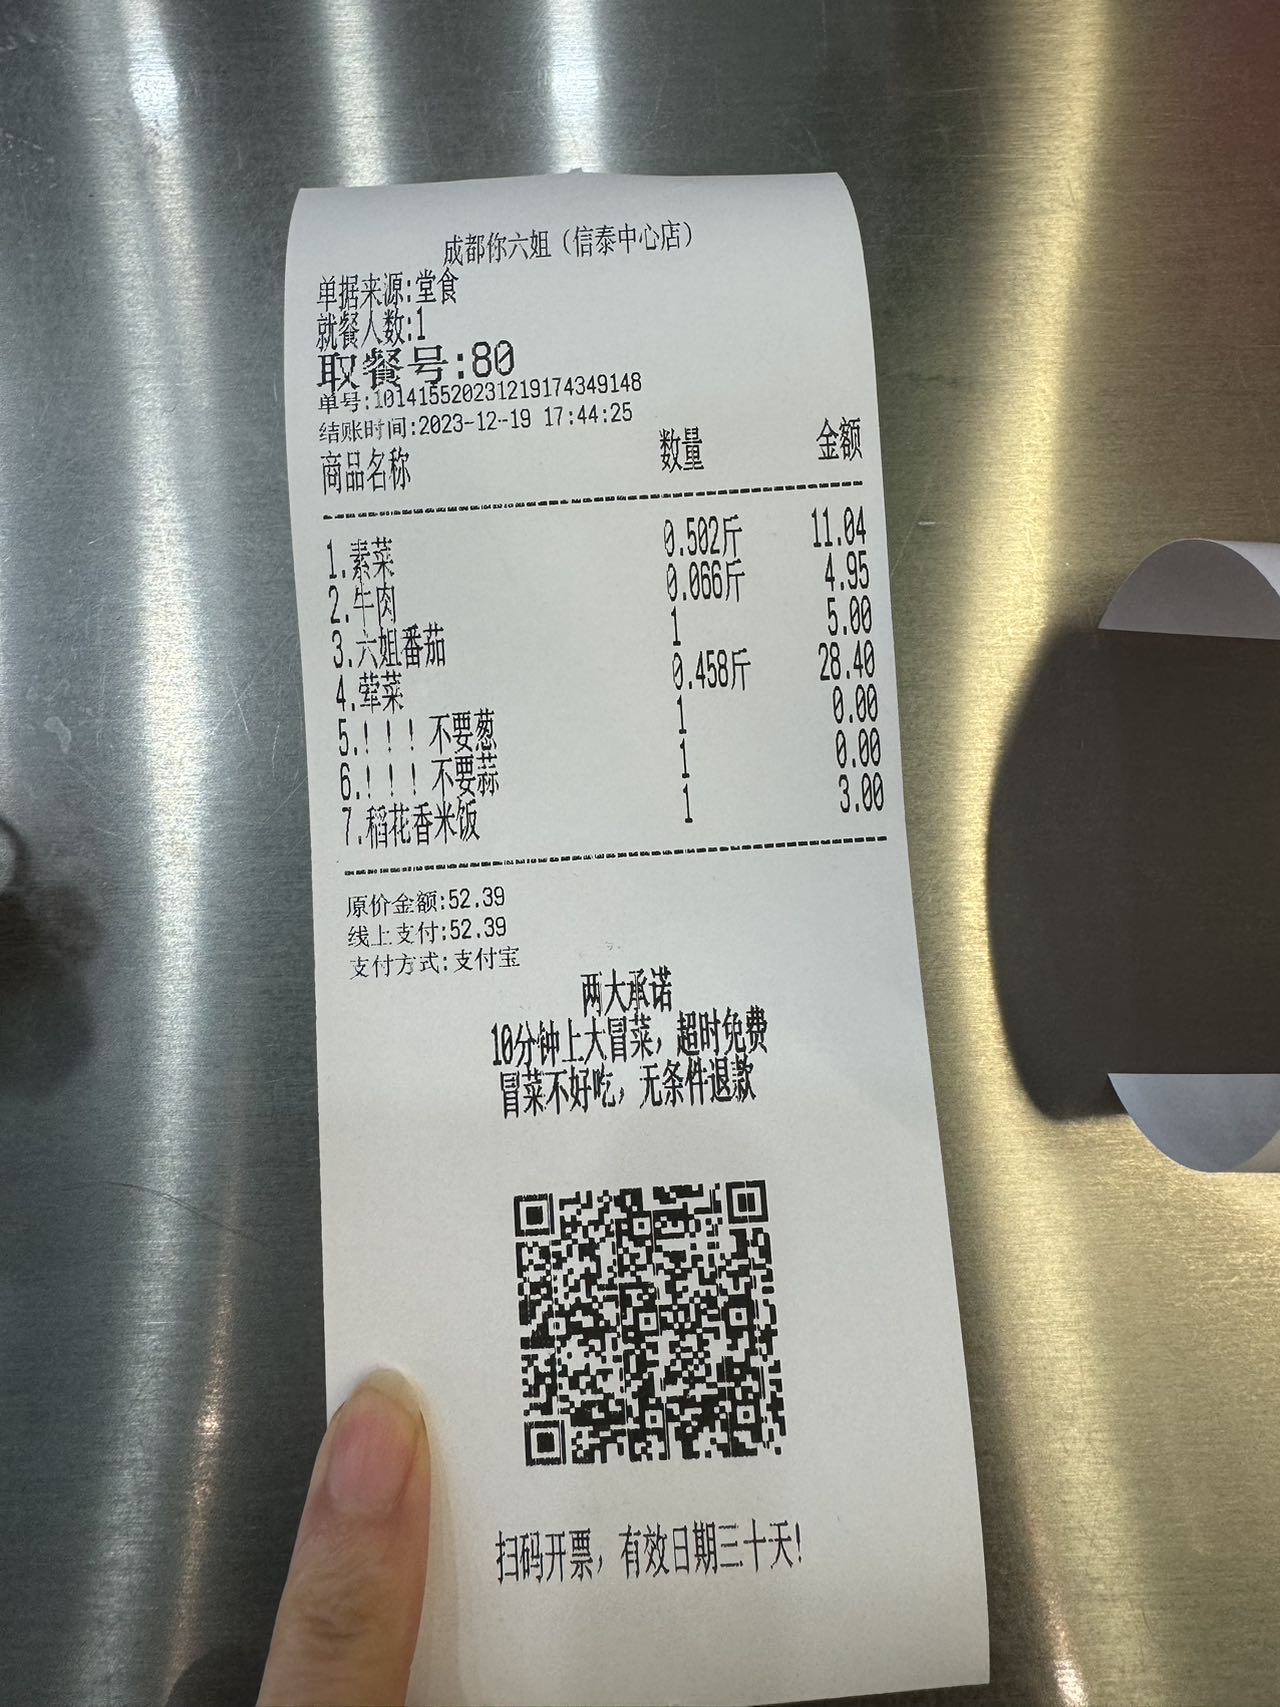 成都你六姐（信泰中心店）
单据来源:堂食
就餐人数:1
取餐号:80
单号:101415520231219174349148
结账时间:2023-12-19 17:44:25
商品名称 数量 金额
1.素菜 0.502斤 11.04
2.牛肉 0.066斤 4.95
3.六姐番茄 1 5.00
4.荤菜 0.458斤 28.40
5.！！！不要葱 1 0.00
6.！！！不要蒜 1 0.00
7.稻花香米饭 1 3.00
原价金额:52.39
线上支付:52.39
支付方式:支付宝
两大承诺
10分钟上大冒菜，超时免费
冒菜不好吃，无条件退款
扫码开票，有效日期三十天!